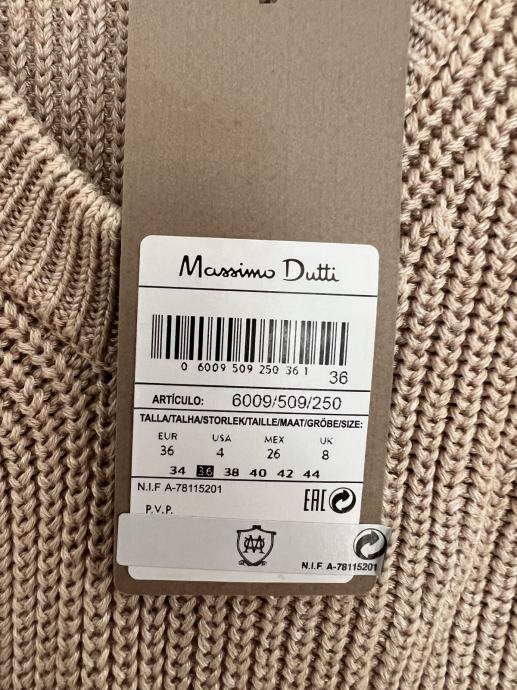 Massimo Dutti
0 6009 509 250 36 1
36
ARTÍCULO: 6009/509/250
TALLA/TALHA/STORLEK/TAILLE/MAAT/GRÖBE/SIZE:
EUR USA MEX UK
36 4 26 8
34 36 38 40 42 44
N.I.F A-78115201
EAC
P.V.P.
MD
N.I.F. A-78115201